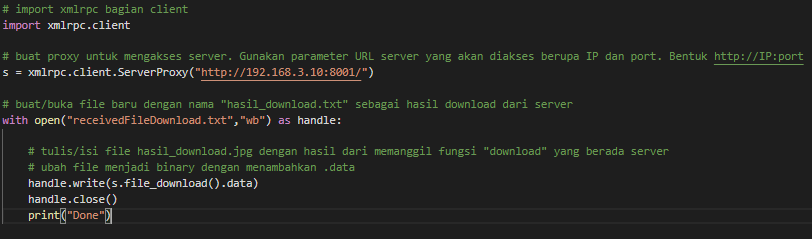 # import xmlrpc bagian client
import xmlrpc.client
# buat proxy untuk mengakses server. Gunakan parameter URL server yang akan diakses berupa IP dan port. Bentuk http://IP:port
s = xmlrpc.client.ServerProxy("http://192.168.3.10:8001/")
# buat/buka file baru dengan nama "hasil_download.txt" sebagai hasil download dari server
with open("receivedFileDownload.txt","wb") as handle:
# tulis/isi file hasil_download.jpg dengan hasil dari memanggil fungsi "download" yang berada server
# ubah file menjadi binary dengan menambahkan .data
handle.write(s.file_download().data)
handle.close()
print("Done")